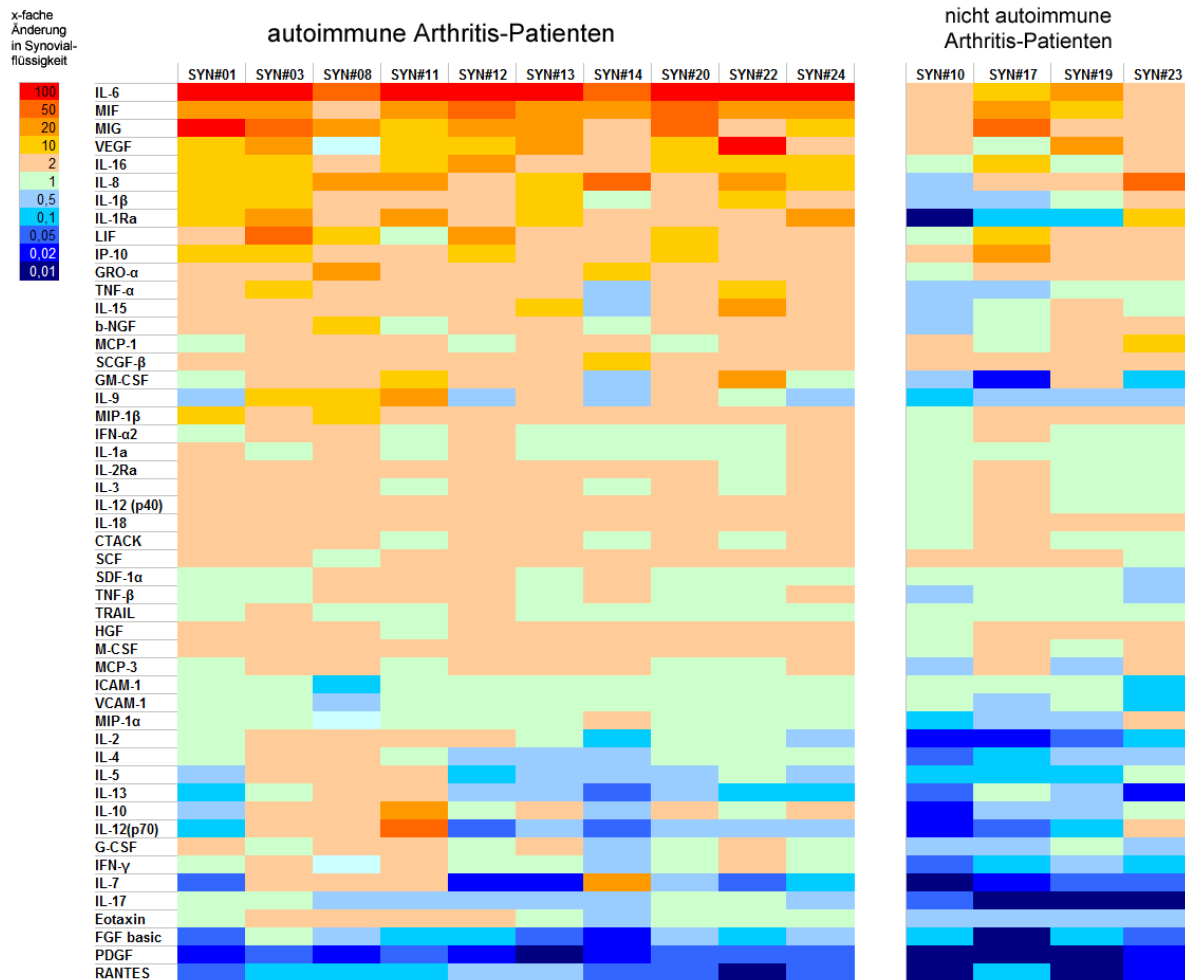 x-fache
Änderung
in Synovial-
flüssigkeit
autoimmune Arthritis-Patienten
nicht autoimmune
Arthritis-Patienten
SYN#01 SYN#03 SYN#08 SYN#11 SYN#12 SYN#13 SYN#14 SYN#20 SYN#22 SYN#24 SYN#10 SYN#17 SYN#19 SYN#23
100
50
20
10
2
1
0,5
0,1
0,05
0,02
0,01
IL-6
MIF
MIG
VEGF
IL-16
IL-8
IL-1β
IL-1Ra
LIF
IP-10
GRO-α
TNF-α
IL-15
b-NGF
MCP-1
SCGF-β
GM-CSF
IL-9
MIP-1β
IFN-α2
IL-1a
IL-2Ra
IL-3
IL-12 (p40)
IL-18
CTACK
SCF
SDF-1α
TNF-β
TRAIL
HGF
M-CSF
MCP-3
ICAM-1
VCAM-1
MIP-1α
IL-2
IL-4
IL-5
IL-13
IL-10
IL-12(p70)
G-CSF
IFN-γ
IL-7
IL-17
Eotaxin
FGF basic
PDGF
RANTES